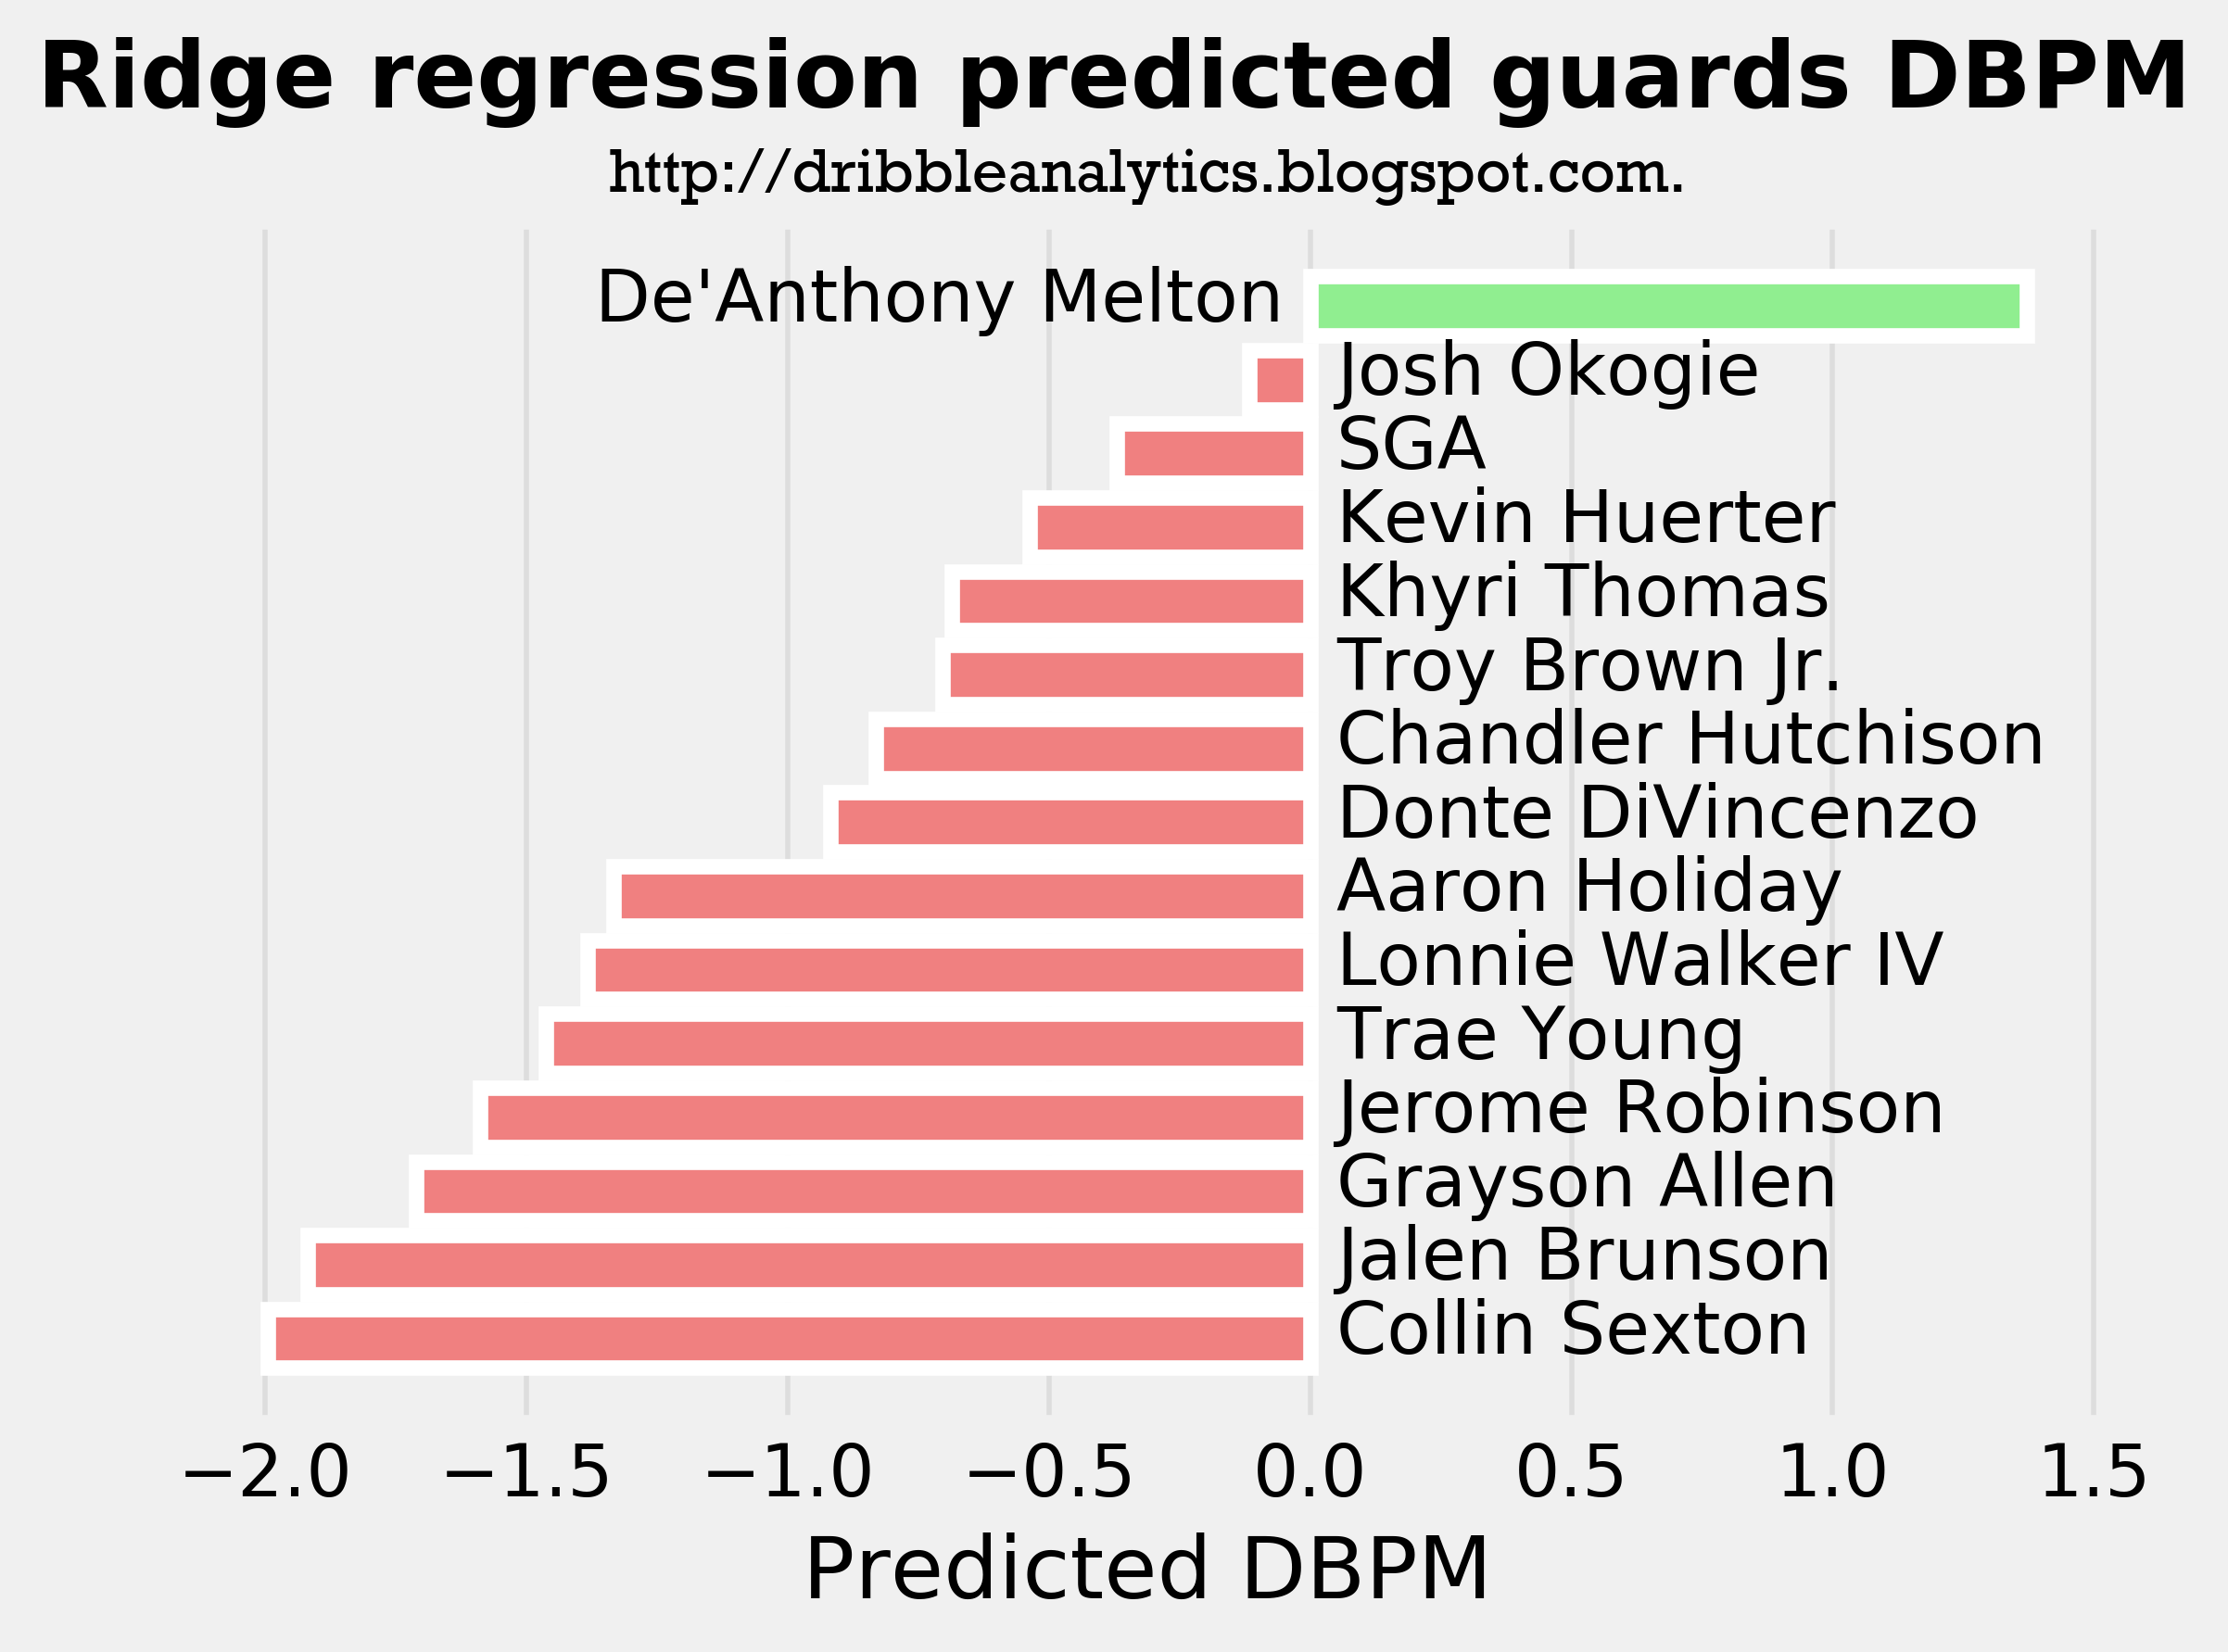 Ridge regression predicted guards DBPM
http://dribbleanalytics.blogspot.com.
De'Anthony Melton
Josh Okogie
SGA
Kevin Huerter
Khyri Thomas
Troy Brown Jr.
Chandler Hutchison
Donte DiVincenzo
Aaron Holiday
Lonnie Walker IV
Trae Young
Jerome Robinson
Grayson Allen
Jalen Brunson
Collin Sexton
−2.0 −1.5 −1.0 −0.5 0.0 0.5 1.0 1.5
Predicted DBPM